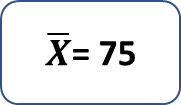 X̅ = 75